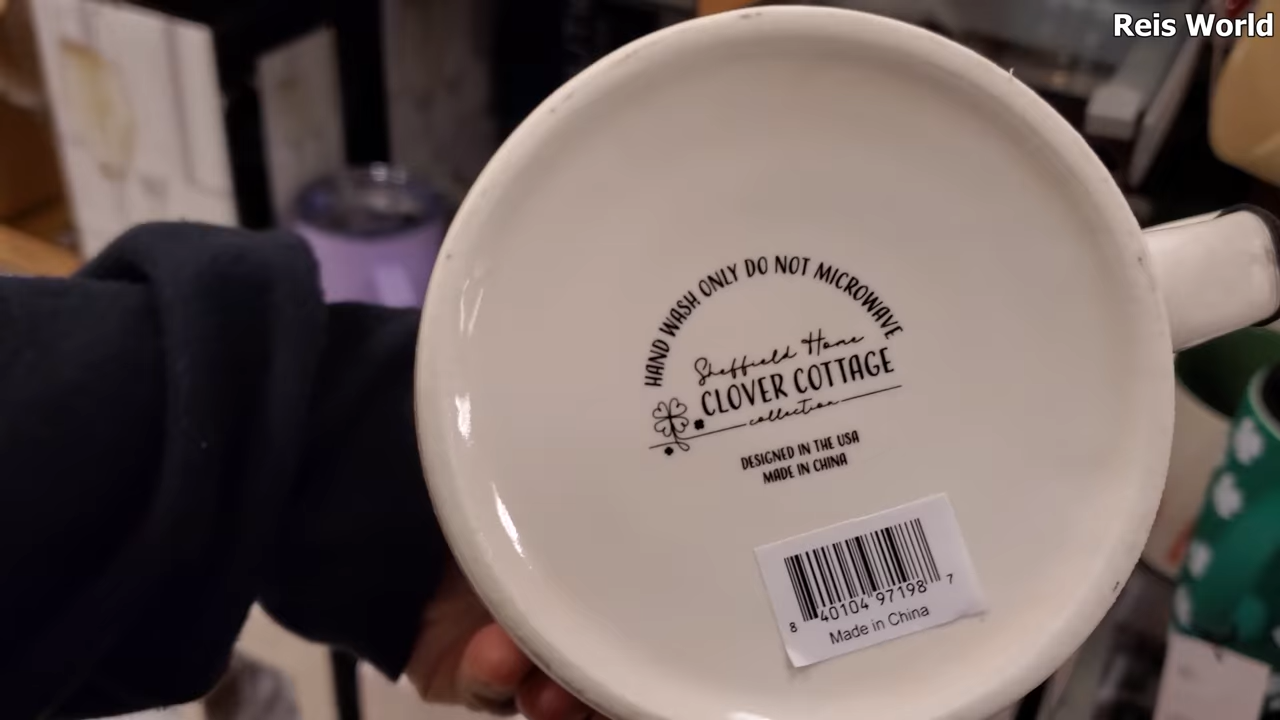 Reis World
HAND WASH ONLY DO NOT MICROWAVE
Sheffield Home
CLOVER COTTAGE
collection
DESIGNED IN THE USA
MADE IN CHINA
8 40104 97198 7
Made in China